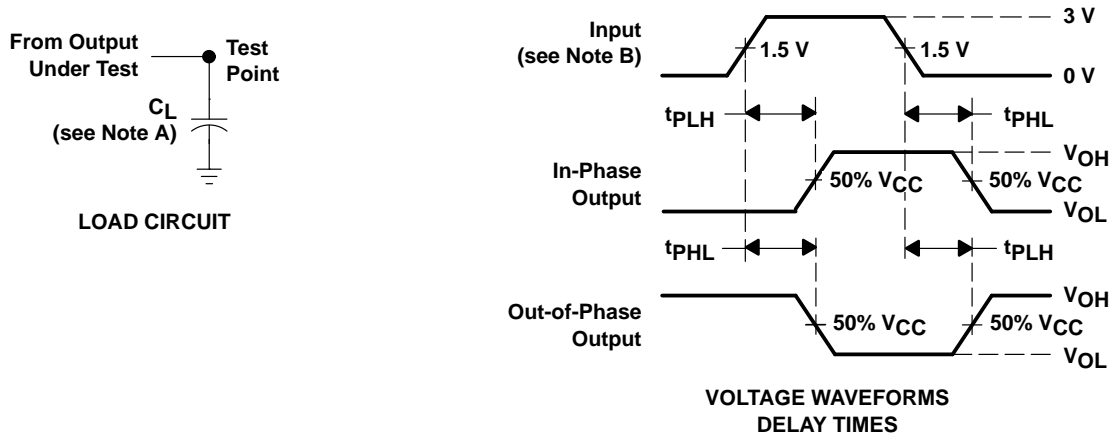 From Output
Under Test
Test
Point
CL
(see Note A)
LOAD CIRCUIT
Input
(see Note B)
1.5 V
1.5 V
3 V
0 V
tPLH
tPHL
In-Phase
Output
50% VCC
50% VCC
VOH
VOL
tPHL
tPLH
Out-of-Phase
Output
50% VCC
50% VCC
VOH
VOL
VOLTAGE WAVEFORMS
DELAY TIMES